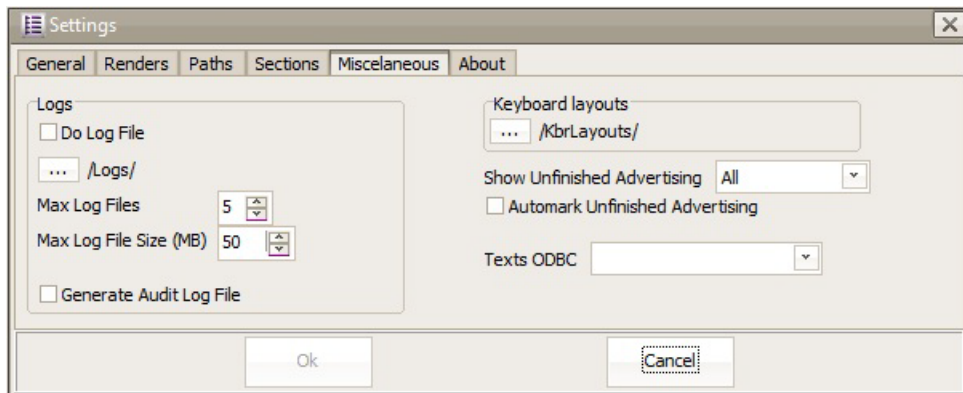 Settings
General Renders Paths Sections Miscelaneous About
Logs
Do Log File
... /Logs/
Max Log Files 5
Max Log File Size (MB) 50
Generate Audit Log File
Keyboard layouts
... /KbrLayouts/
Show Unfinished Advertising All
Automark Unfinished Advertising
Texts ODBC
Ok Cancel